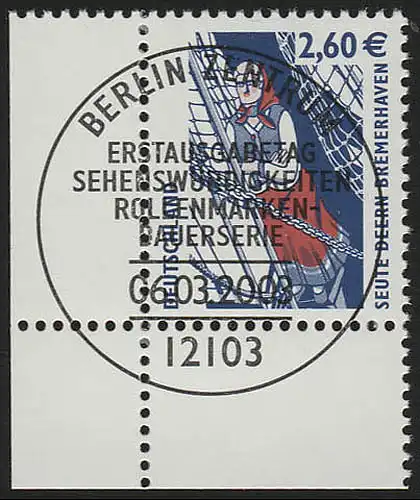 2,60 €
SEUTE DEERN BREMERHAVEN
DEUTSCHLAND
BERLIN ZENTRUM
ERSTAUSGABETAG
SEHENSWÜRDIGKEITEN
ROLLENMARKEN-
DAUERSERIE
06.03.2003
12103